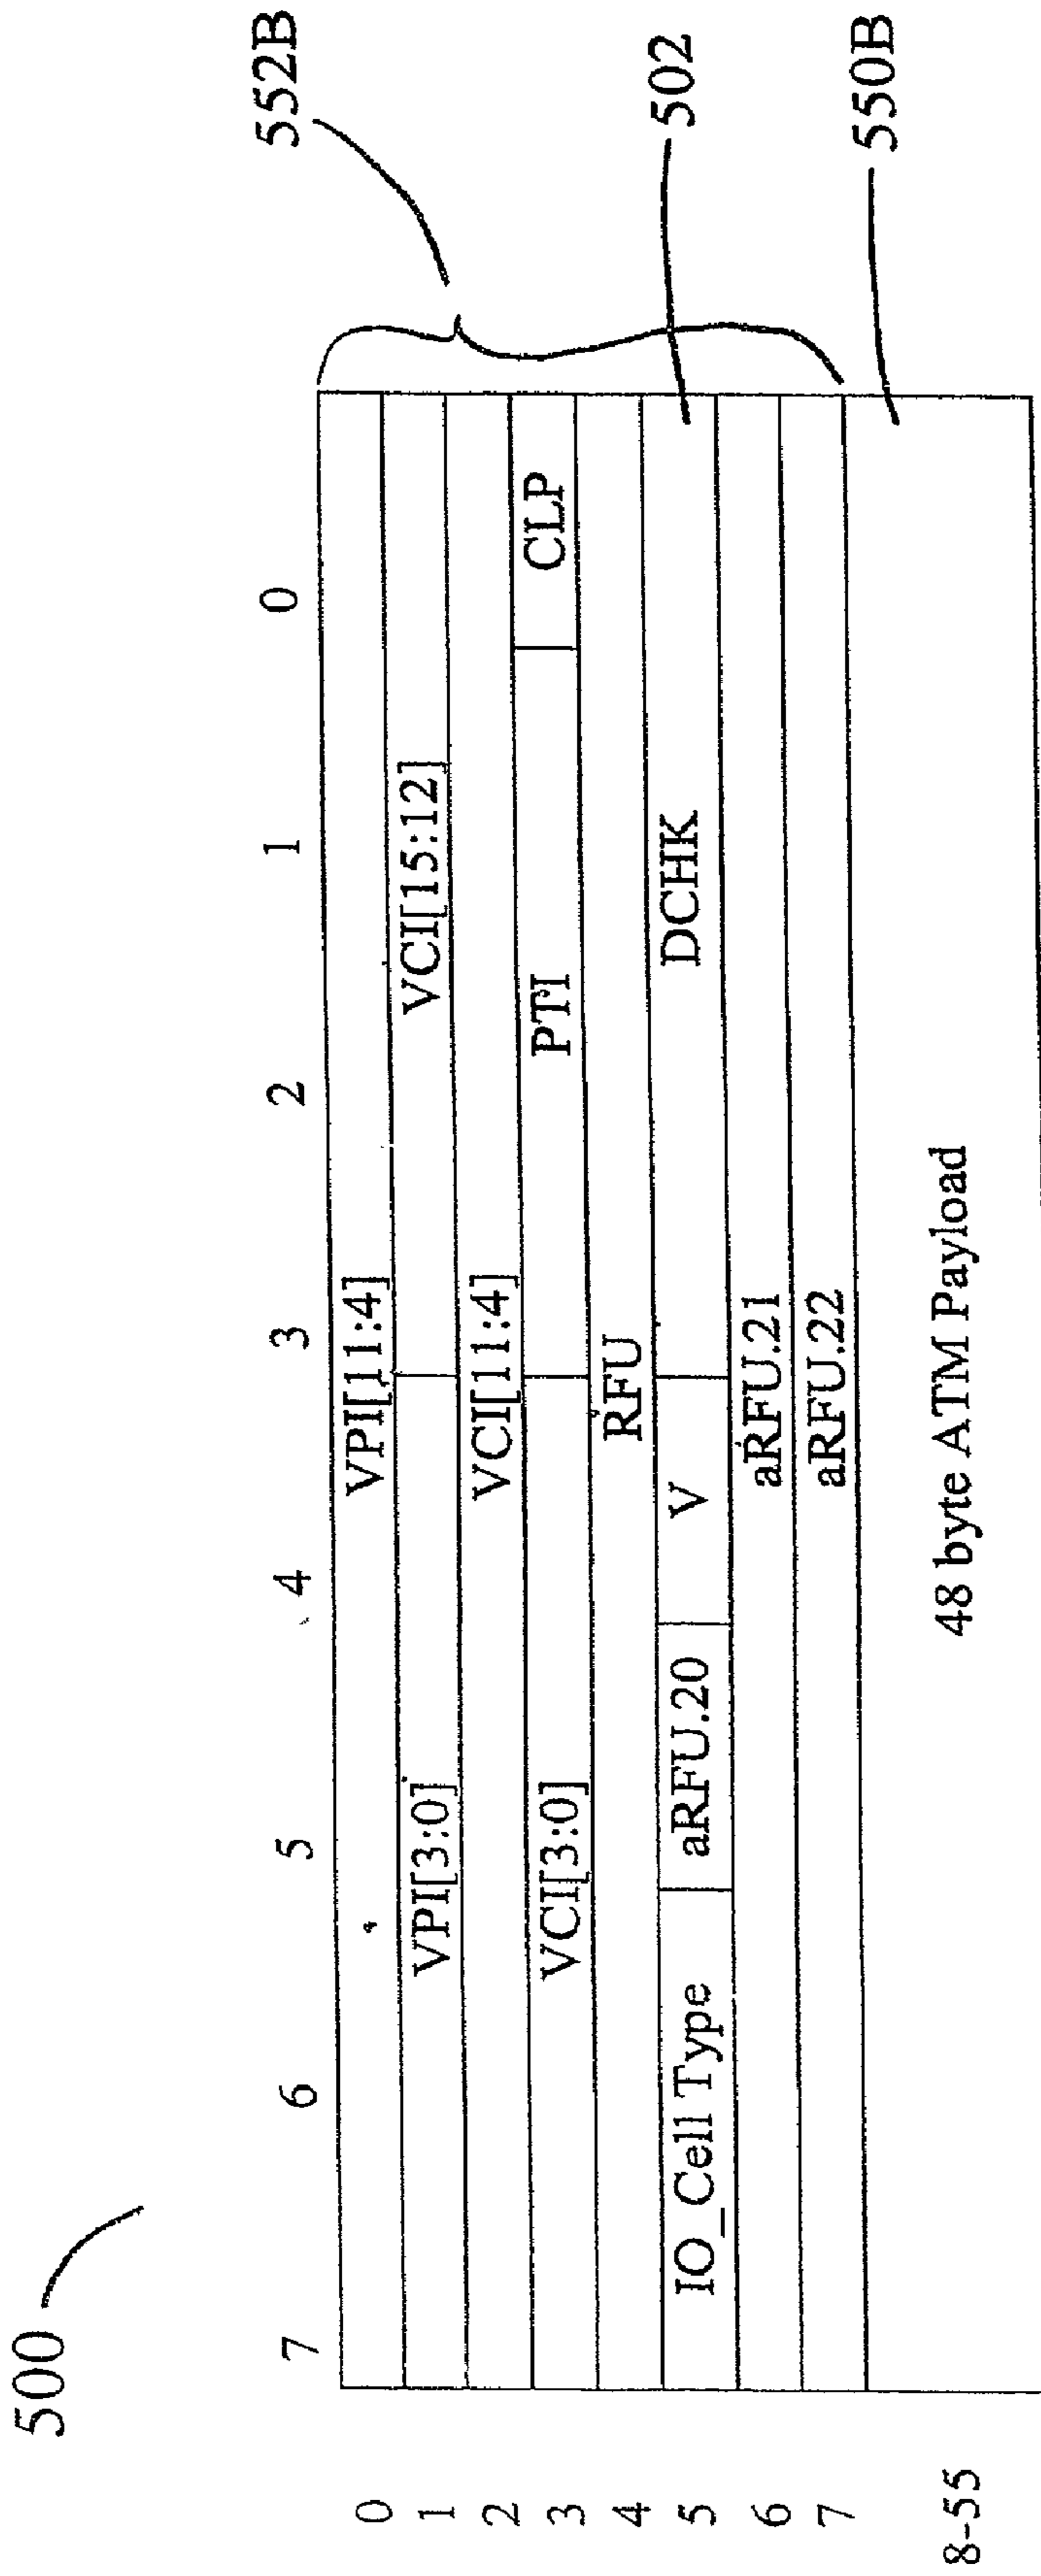 500
552B
7 6 5 4 3 2 1 0
0 VPI[11:4]
1 VPI[3:0] VCI[15:12]
2 VCI[11:4]
3 VCI[3:0] PTI CLP
4 RFU
5 IO_Cell Type aRFU.20 V DCHK 502
6 aRFU.21
7 aRFU.22
8-55 48 byte ATM Payload 550B